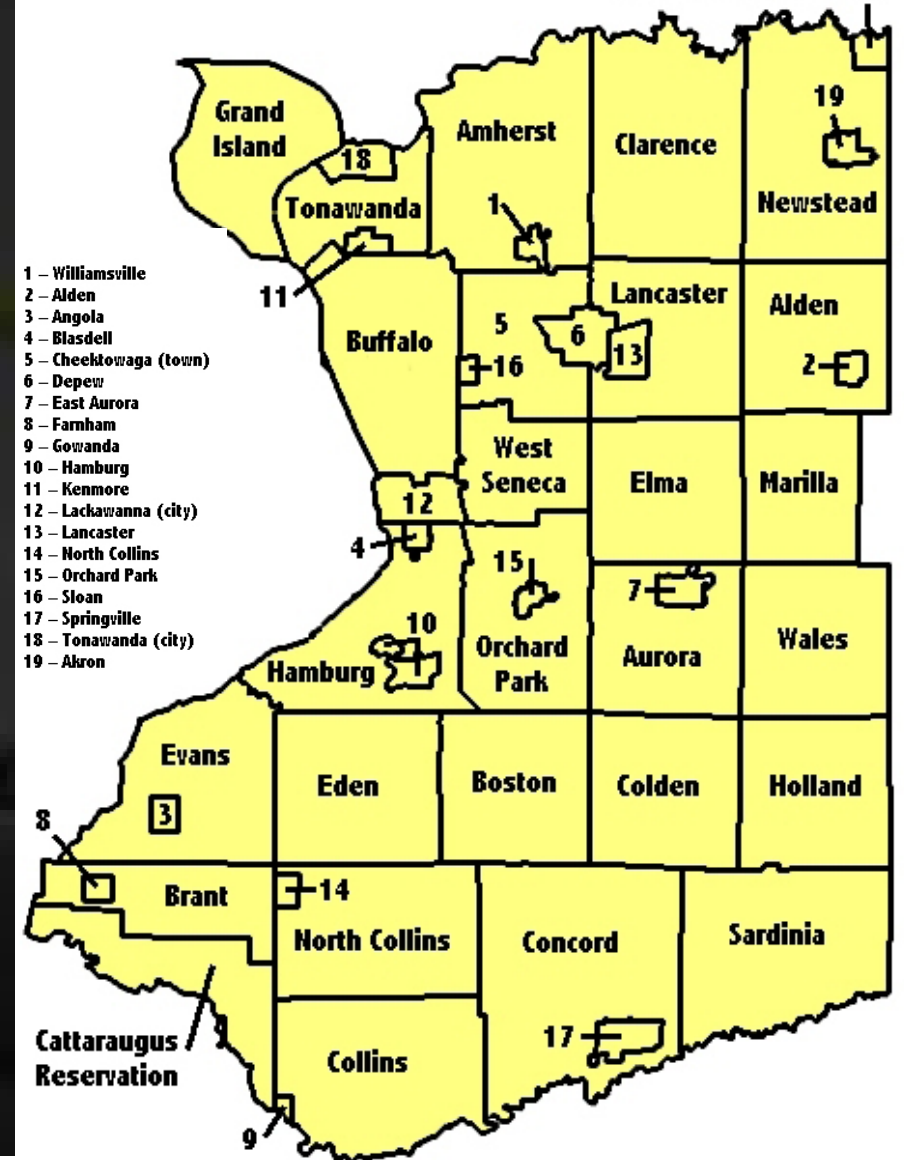 Grand
Island
18
Tonawanda
11
Amherst
1
Clarence
19
Newstead
1 – Williamsville
2 – Alden
3 – Angola
4 – Blasdell
5 – Cheektowaga (town)
6 – Depew
7 – East Aurora
8 – Farnham
9 – Gowanda
10 – Hamburg
11 – Kenmore
12 – Lackawanna (city)
13 – Lancaster
14 – North Collins
15 – Orchard Park
16 – Sloan
17 – Springville
18 – Tonawanda (city)
19 – Akron
Buffalo
5
16
6
Lancaster
13
Alden
2
West
Seneca
Elma
Marilla
12
4
15
Orchard
Park
10
Hamburg
7
Aurora
Wales
Evans
3
8
Eden
Boston
Colden
Holland
Brant
14
North Collins
Concord
Sardinia
Cattaraugus
Reservation
Collins
17
9